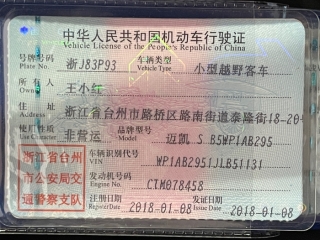 中华人民共和国机动车行驶证
Vehicle License of the People's Republic of China
号牌号码 浙JB3P93 车辆类型 小型越野客车
Plate No. Vehicle Type
所有人 王小红
Owner
住址 浙江省台州市路桥区路南街道泰隆街18-20号
Address
使用性质 非营运 品牌型号 迈凯 S B5WP1AB295
Use Character Model
浙江省台 车辆识别代号 WP1AB2951JLB51131
VIN
州市公安局交 发动机号码 CTM078458
Engine No.
通警察支队 注册日期 2018-01-08 发证日期 2018-01-08
Register Date Issue Date